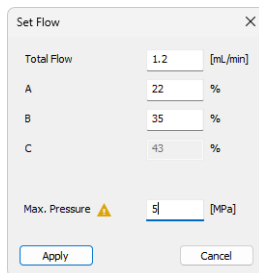 Set Flow
Total Flow 1.2 [mL/min]
A 22 %
B 35 %
C 43 %
Max. Pressure 5 [MPa]
Apply Cancel